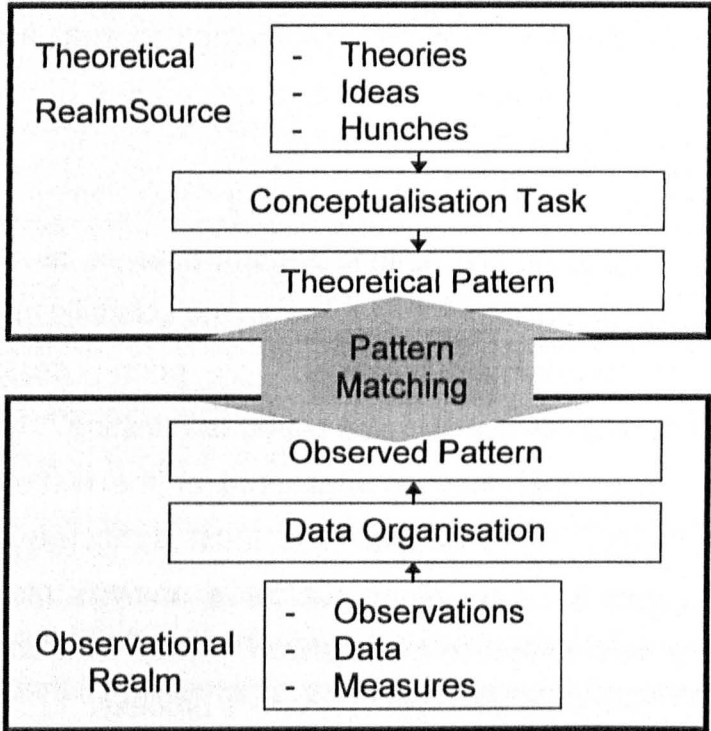 Theoretical
RealmSource
- Theories
- Ideas
- Hunches
Conceptualisation Task
Theoretical Pattern
Pattern
Matching
Observed Pattern
Data Organisation
- Observations
- Data
- Measures
Observational
Realm